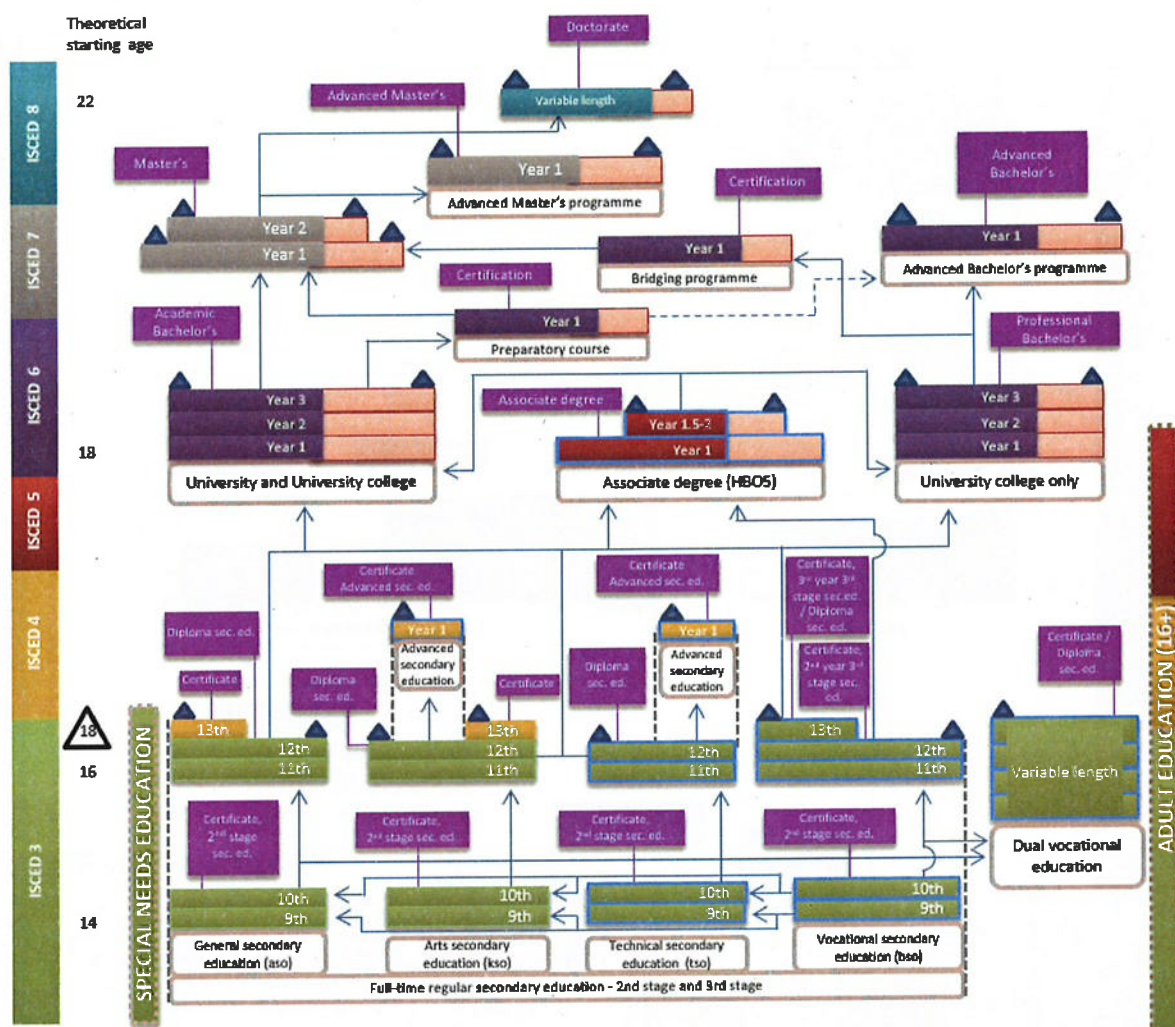 Theoretical
starting age
ISCED 8
ISCED 7
ISCED 6
ISCED 5
ISCED 4
ISCED 3
22
18
18
16
14
Doctorate
Variable length
Advanced Master's
Year 1
Advanced Master's programme
Master's
Year 2
Year 1
Certification
Year 1
Bridging programme
Advanced
Bachelor's
Year 1
Advanced Bachelor's programme
Certification
Year 1
Preparatory course
Academic
Bachelor's
Year 3
Year 2
Year 1
University and University college
Associate degree
Year 1.5-2
Year 1
Associate degree (HBO5)
Professional
Bachelor's
Year 3
Year 2
Year 1
University college only
Certificate
Advanced sec. ed.
Year 1
Advanced
secondary
education
Certificate
Advanced sec. ed.
Year 1
Advanced
secondary
education
Certificate,
3rd year 3rd
stage sec.ed.
/ Diploma
sec. ed.
Certificate,
2nd year 3rd
stage sec.
ed.
Certificate /
Diploma
sec. ed.
Diploma sec. ed.
Certificate
13th
12th
11th
Diploma
sec. ed.
Certificate
13th
12th
11th
Diploma
sec. ed.
12th
11th
13th
12th
11th
Variable length
Dual vocational
education
Certificate,
2nd stage
sec. ed.
10th
9th
General secondary
education (aso)
Certificate,
2nd stage sec. ed.
10th
9th
Arts secondary
education (kso)
Certificate,
2nd stage sec. ed.
10th
9th
Technical secondary
education (tso)
Certificate,
2nd stage sec. ed.
10th
9th
Vocational secondary
education (bso)
Full-time regular secondary education - 2nd stage and 3rd stage
SPECIAL NEEDS EDUCATION
ADULT EDUCATION (16+)